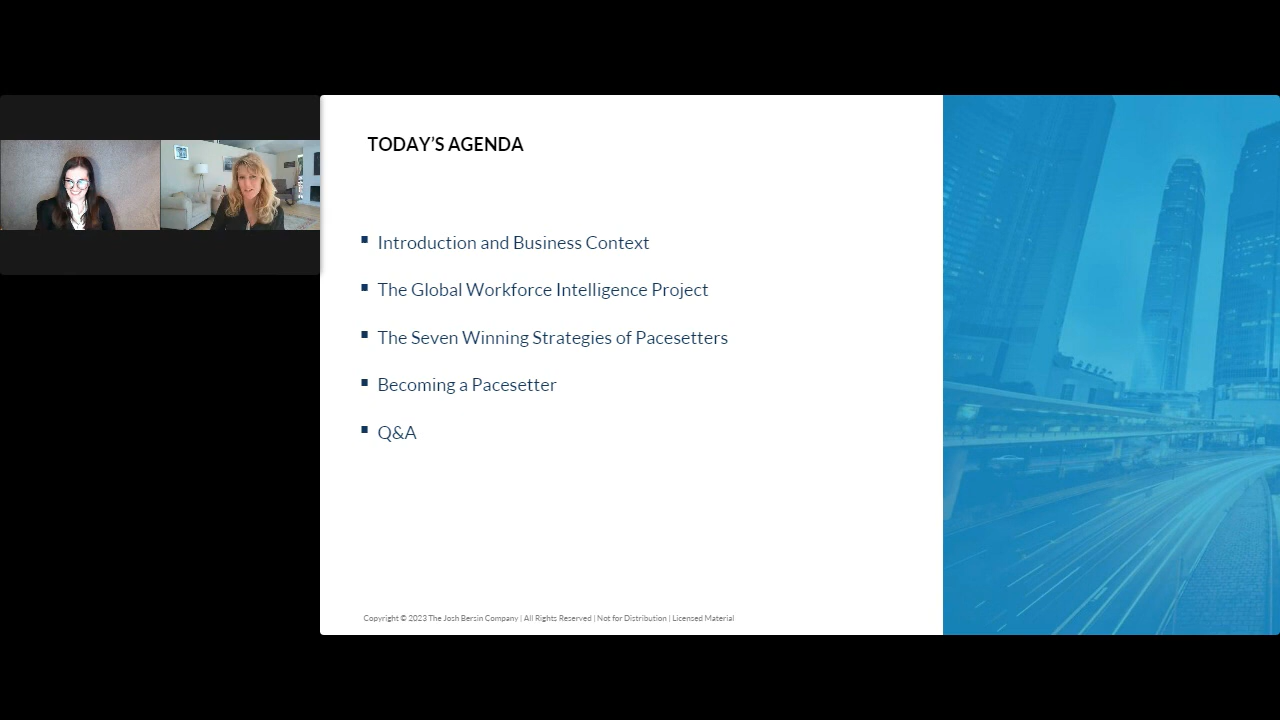 TODAY’S AGENDA
▪ Introduction and Business Context
▪ The Global Workforce Intelligence Project
▪ The Seven Winning Strategies of Pacesetters
▪ Becoming a Pacesetter
▪ Q&A
Copyright © 2023 The Josh Bersin Company | All Rights Reserved | Not for Distribution | Licensed Material